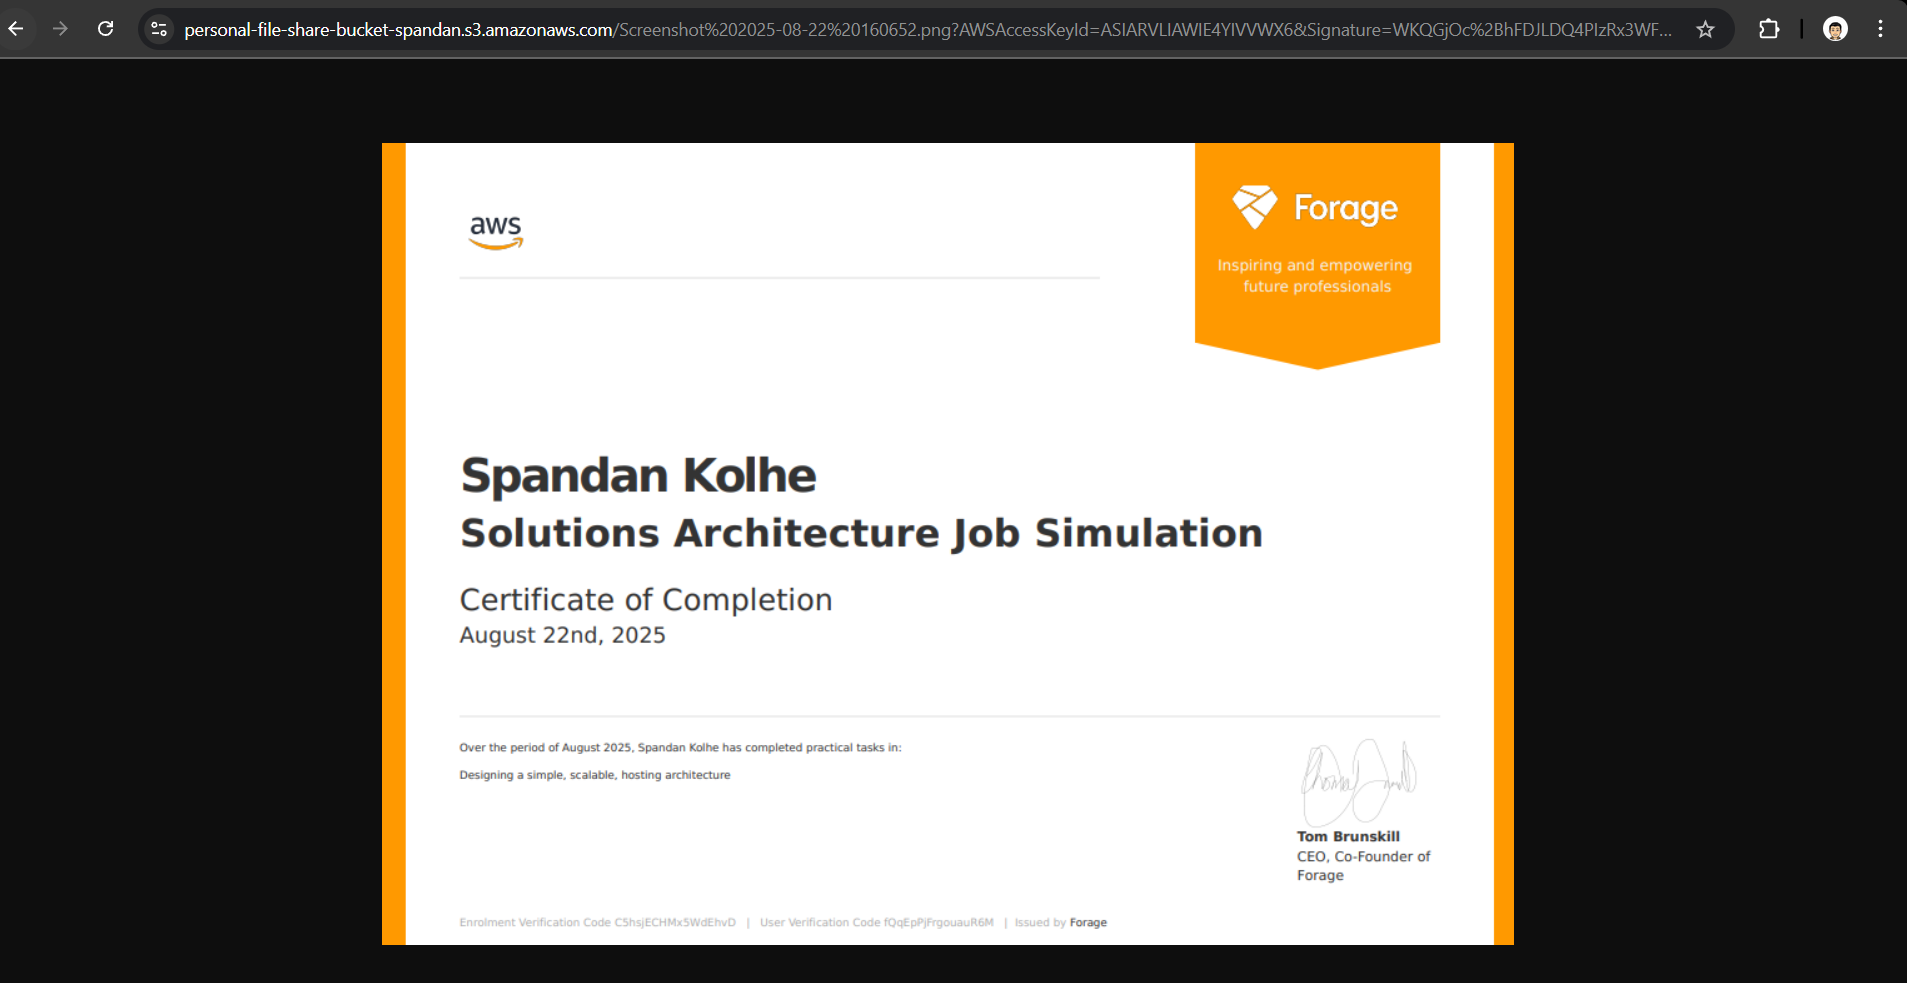 personal-file-share-bucket-spandan.s3.amazonaws.com/Screenshot%202025-08-22%20160652.png?AWSAccessKeyId=ASIARVLIAWIE4YIVVWX6&Signature=WKQGjOc%2BhFDJLDQ4PIzRx3WF...
aws
Forage
Inspiring and empowering
future professionals
Spandan Kolhe
Solutions Architecture Job Simulation
Certificate of Completion
August 22nd, 2025
Over the period of August 2025, Spandan Kolhe has completed practical tasks in:
Designing a simple, scalable, hosting architecture
Tom Brunskill
CEO, Co-Founder of
Forage
Enrolment Verification Code C5hsjECHMx5WdEhvD | User Verification Code fQqEpPjFrgouauR6M | Issued by Forage